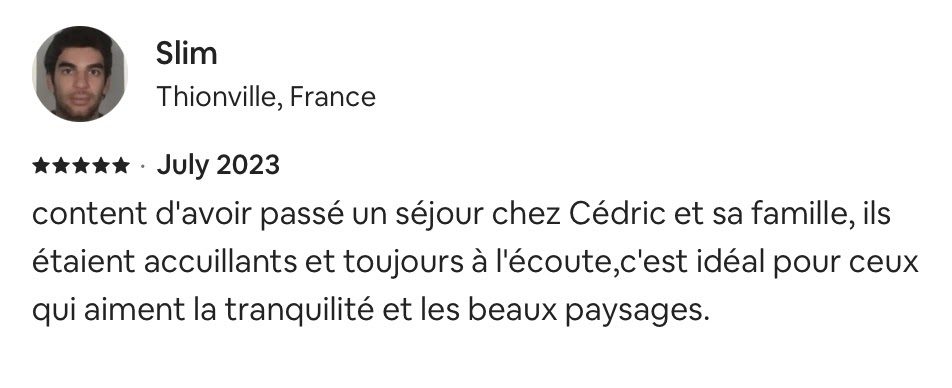 Slim
Thionville, France
★★★★★ · July 2023
content d'avoir passé un séjour chez Cédric et sa famille, ils
étaient accuillants et toujours à l'écoute,c'est idéal pour ceux
qui aiment la tranquilité et les beaux paysages.